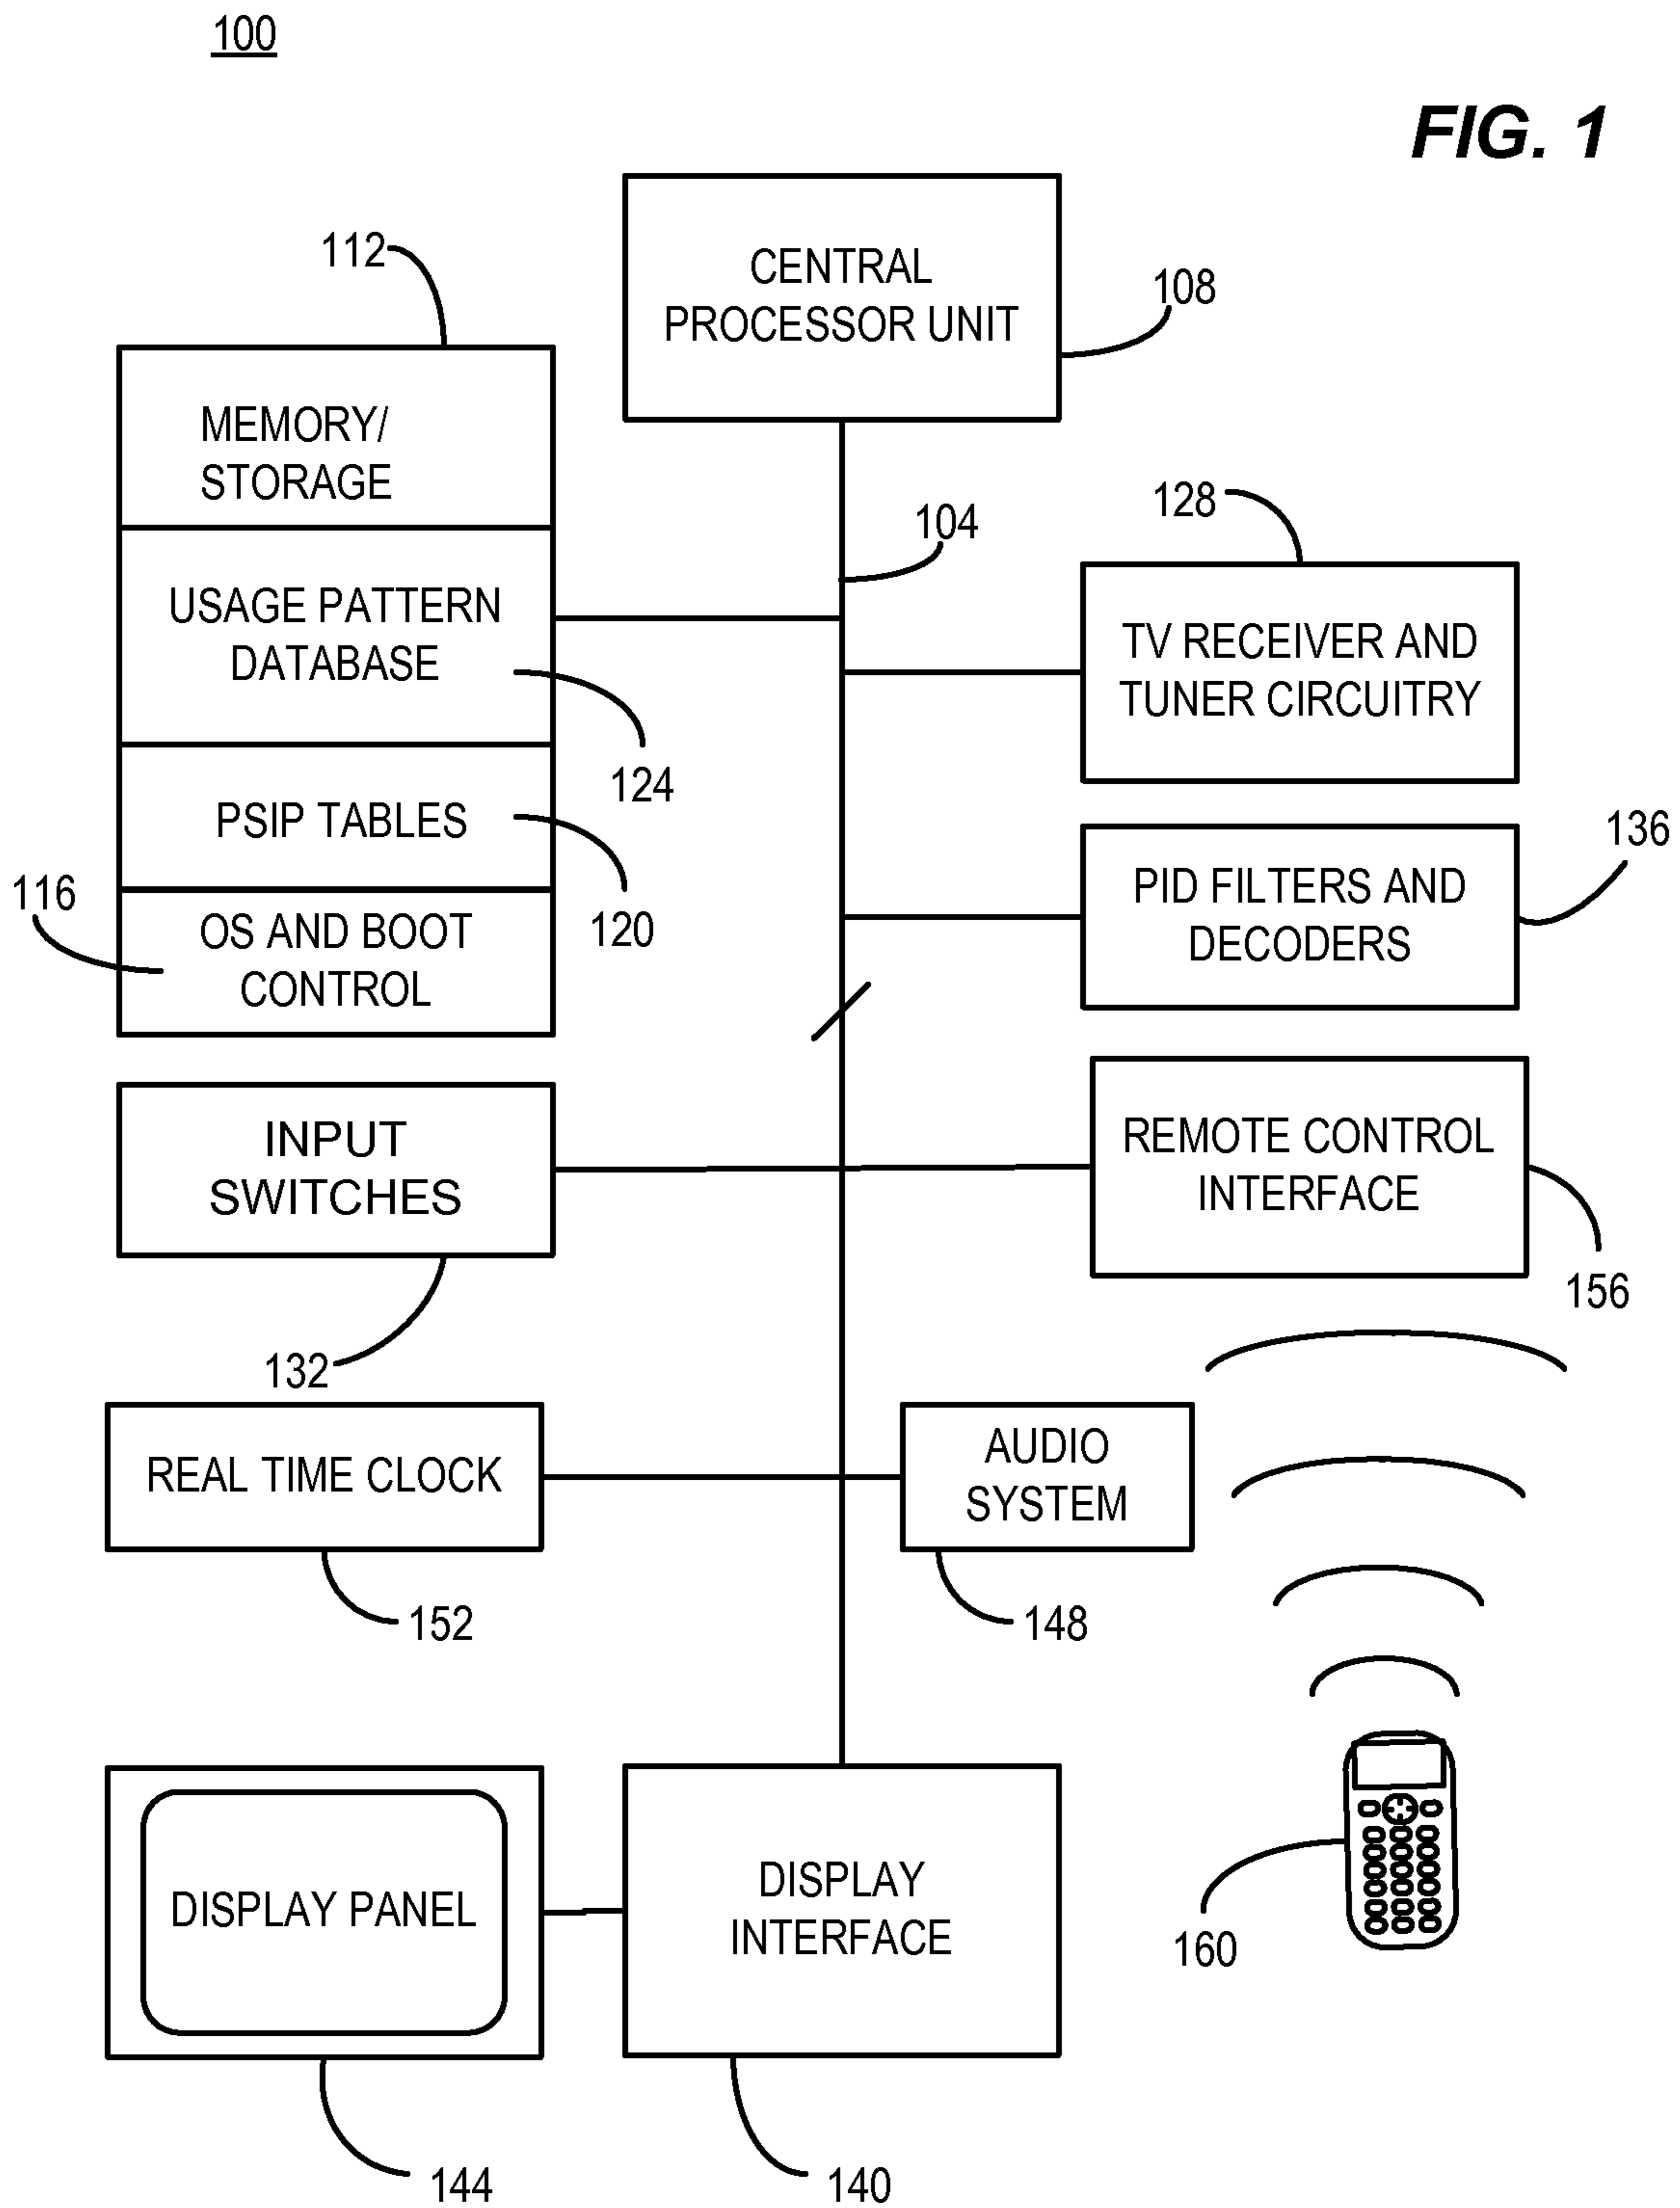 100
FIG. 1
CENTRAL
PROCESSOR UNIT
108
112
MEMORY/
STORAGE
104
128
USAGE PATTERN
DATABASE
124
TV RECEIVER AND
TUNER CIRCUITRY
PSIP TABLES
120
136
PID FILTERS AND
DECODERS
116
OS AND BOOT
CONTROL
INPUT
SWITCHES
132
REMOTE CONTROL
INTERFACE
156
REAL TIME CLOCK
152
AUDIO
SYSTEM
148
DISPLAY PANEL
144
DISPLAY
INTERFACE
140
160